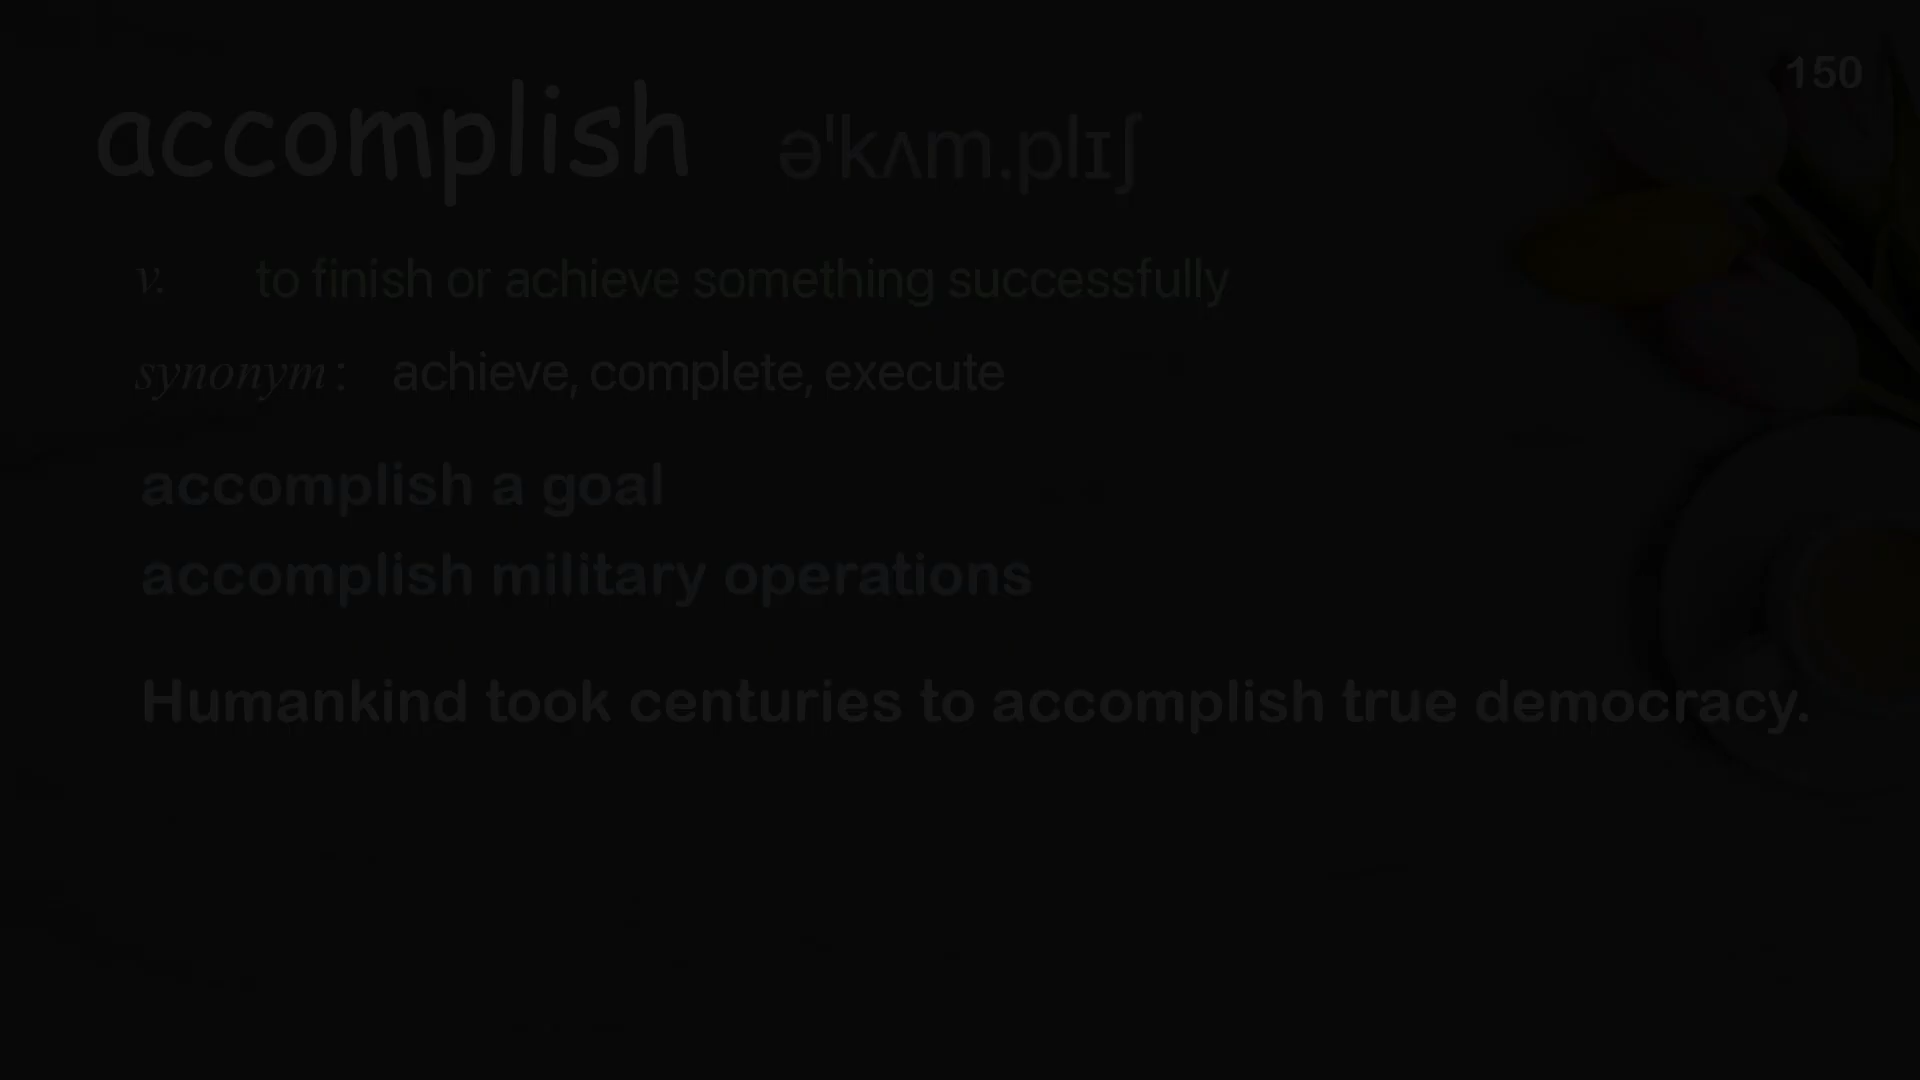 150
accomplish əˈkʌm.plɪʃ
v. to finish or achieve something successfully
synonym: achieve, complete, execute
accomplish a goal
accomplish military operations
Humankind took centuries to accomplish true democracy.